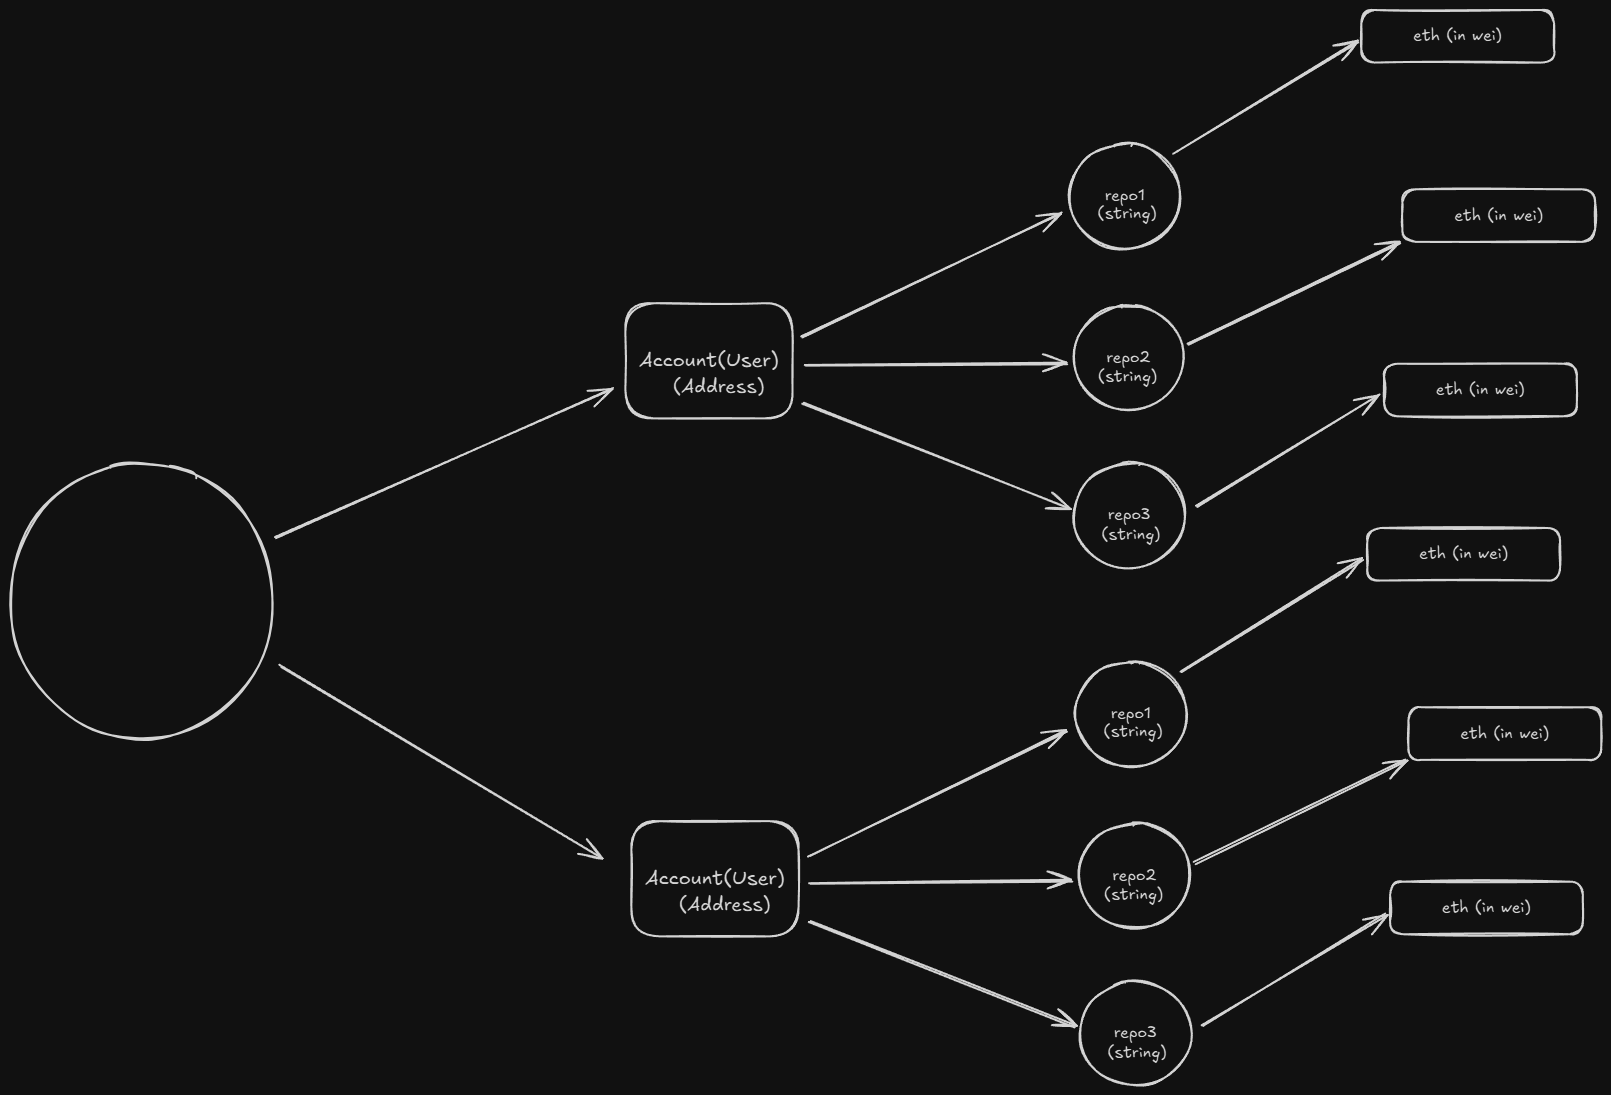 eth (in wei)
repo1
(string)
eth (in wei)
Account(User)
(Address)
repo2
(string)
eth (in wei)
repo3
(string)
eth (in wei)
repo1
(string)
eth (in wei)
Account(User)
(Address)
repo2
(string)
eth (in wei)
repo3
(string)